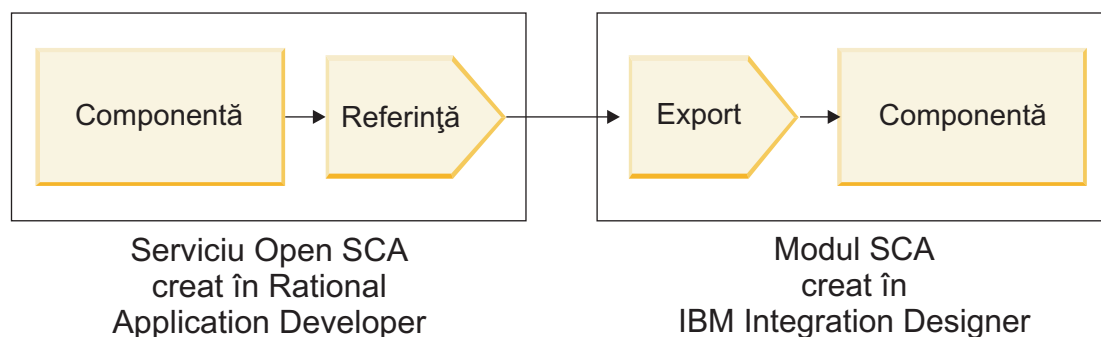 Componentă
Referinţă
Export
Componentă
Serviciu Open SCA
creat în Rational
Application Developer
Modul SCA
creat în
IBM Integration Designer